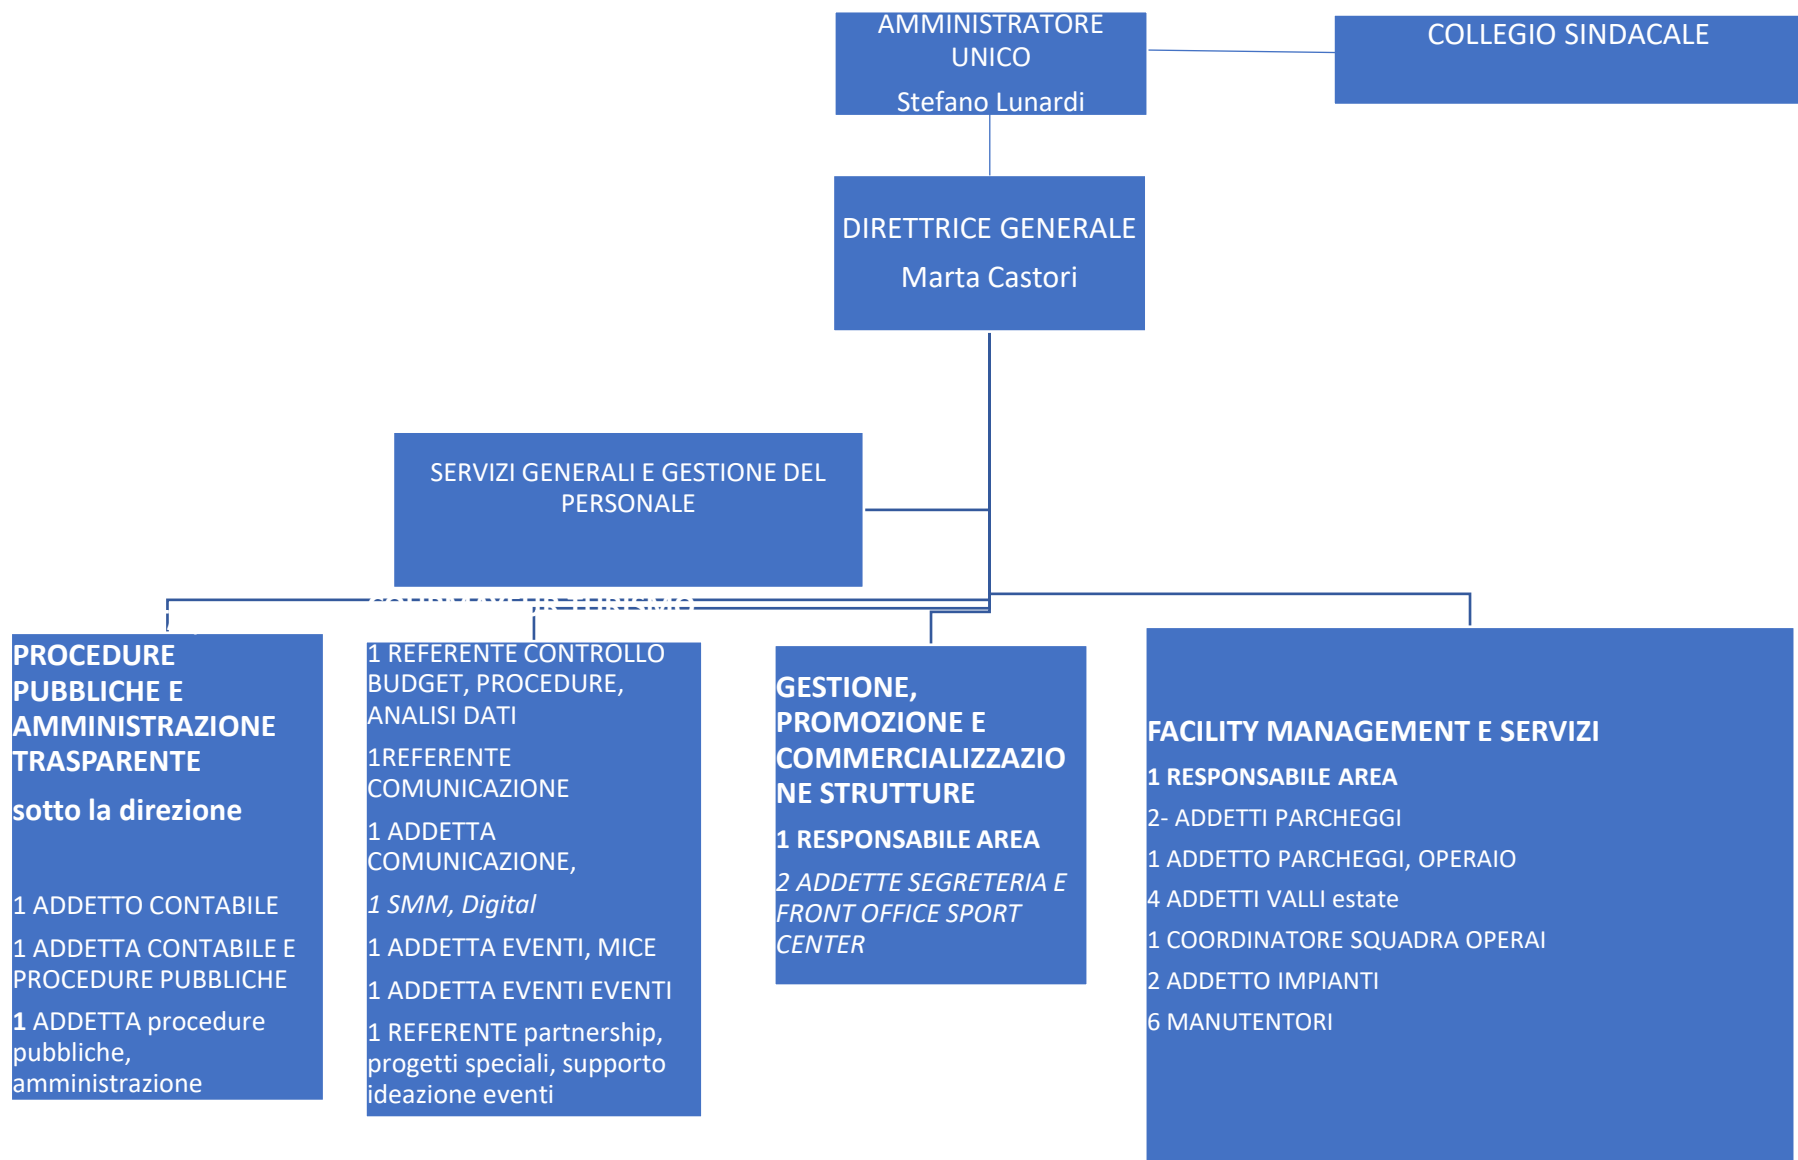 AMMINISTRATORE
UNICO
Stefano Lunardi
COLLEGIO SINDACALE
DIRETTRICE GENERALE
Marta Castori
SERVIZI GENERALI E GESTIONE DEL
PERSONALE
PROCEDURE
PUBBLICHE E
AMMINISTRAZIONE
TRASPARENTE
sotto la direzione
1 ADDETTO CONTABILE
1 ADDETTA CONTABILE E
PROCEDURE PUBBLICHE
1 ADDETTA procedure
pubbliche,
amministrazione
TURISMO
1 REFERENTE CONTROLLO
BUDGET, PROCEDURE,
ANALISI DATI
1REFERENTE
COMUNICAZIONE
1 ADDETTA
COMUNICAZIONE,
1 SMM, Digital
1 ADDETTA EVENTI, MICE
1 ADDETTA EVENTI EVENTI
1 REFERENTE partnership,
progetti speciali, supporto
ideazione eventi
GESTIONE,
PROMOZIONE E
COMMERCIALIZZAZIO
NE STRUTTURE
1 RESPONSABILE AREA
2 ADDETTE SEGRETERIA E
FRONT OFFICE SPORT
CENTER
FACILITY MANAGEMENT E SERVIZI
1 RESPONSABILE AREA
2- ADDETTI PARCHEGGI
1 ADDETTO PARCHEGGI, OPERAIO
4 ADDETTI VALLI estate
1 COORDINATORE SQUADRA OPERAI
2 ADDETTO IMPIANTI
6 MANUTENTORI